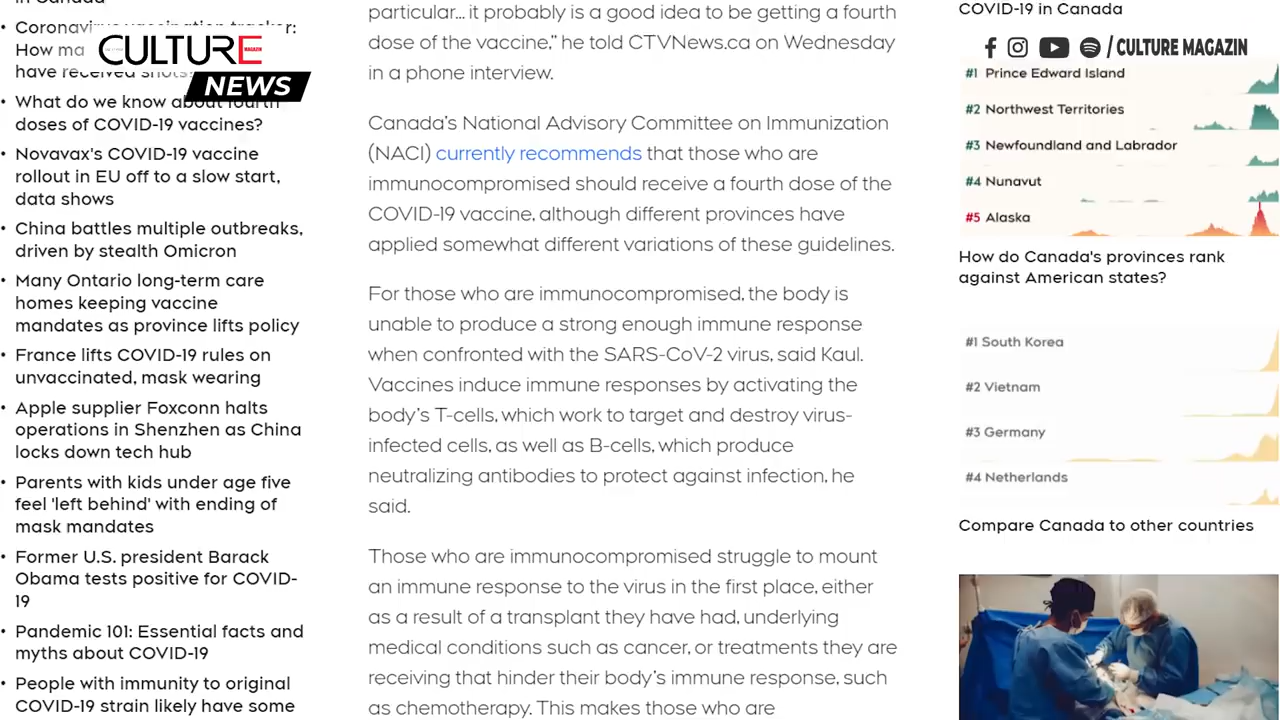 in Canada
Coronavirus vaccination tracker:
How ma
have received shots?
• What do we know about fourth
doses of COVID-19 vaccines?
• Novavax's COVID-19 vaccine
rollout in EU off to a slow start,
data shows
• China battles multiple outbreaks,
driven by stealth Omicron
• Many Ontario long-term care
homes keeping vaccine
mandates as province lifts policy
• France lifts COVID-19 rules on
unvaccinated, mask wearing
• Apple supplier Foxconn halts
operations in Shenzhen as China
locks down tech hub
• Parents with kids under age five
feel 'left behind' with ending of
mask mandates
• Former U.S. president Barack
Obama tests positive for COVID-
19
• Pandemic 101: Essential facts and
myths about COVID-19
• People with immunity to original
COVID-19 strain likely have some
CULTURE
MAGAZIN
NEWS
particular... it probably is a good idea to be getting a fourth
dose of the vaccine,” he told CTVNews.ca on Wednesday
in a phone interview.
Canada’s National Advisory Committee on Immunization
(NACI) currently recommends that those who are
immunocompromised should receive a fourth dose of the
COVID-19 vaccine, although different provinces have
applied somewhat different variations of these guidelines.
For those who are immunocompromised, the body is
unable to produce a strong enough immune response
when confronted with the SARS-CoV-2 virus, said Kaul.
Vaccines induce immune responses by activating the
body’s T-cells, which work to target and destroy virus-
infected cells, as well as B-cells, which produce
neutralizing antibodies to protect against infection, he
said.
Those who are immunocompromised struggle to mount
an immune response to the virus in the first place, either
as a result of a transplant they have had, underlying
medical conditions such as cancer, or treatments they are
receiving that hinder their body’s immune response, such
as chemotherapy. This makes those who are
COVID-19 in Canada
/ CULTURE MAGAZIN
#1 Prince Edward Island
#2 Northwest Territories
#3 Newfoundland and Labrador
#4 Nunavut
#5 Alaska
How do Canada's provinces rank
against American states?
#1 South Korea
#2 Vietnam
#3 Germany
#4 Netherlands
Compare Canada to other countries